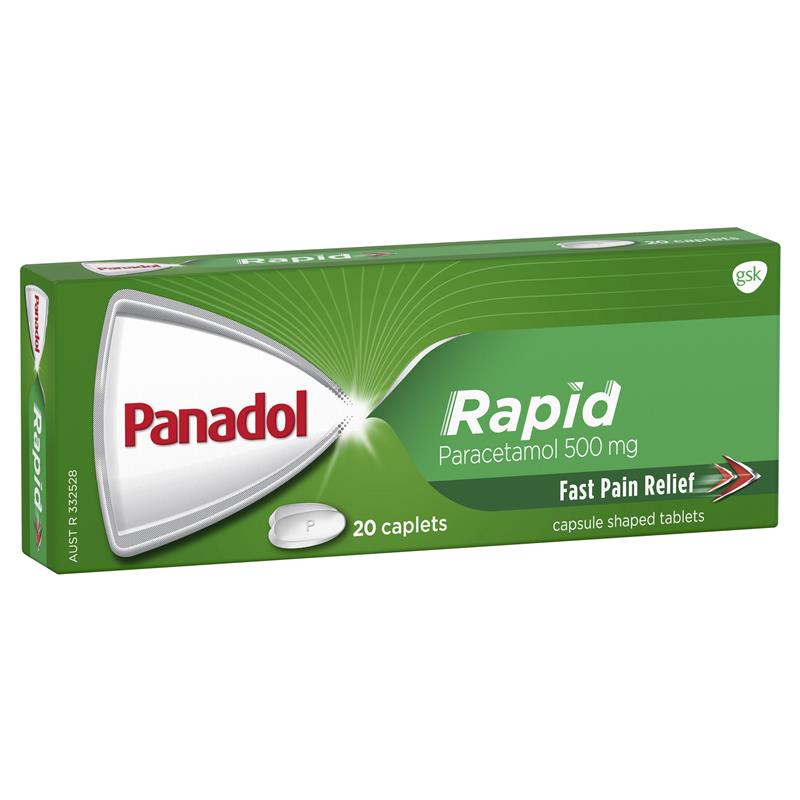 Panadol
Rapid
20 caplets
gsk
Panadol
Rapid
AUST R 332528
Panadol
Rapid
Paracetamol 500 mg
Fast Pain Relief
P
20 caplets
capsule shaped tablets